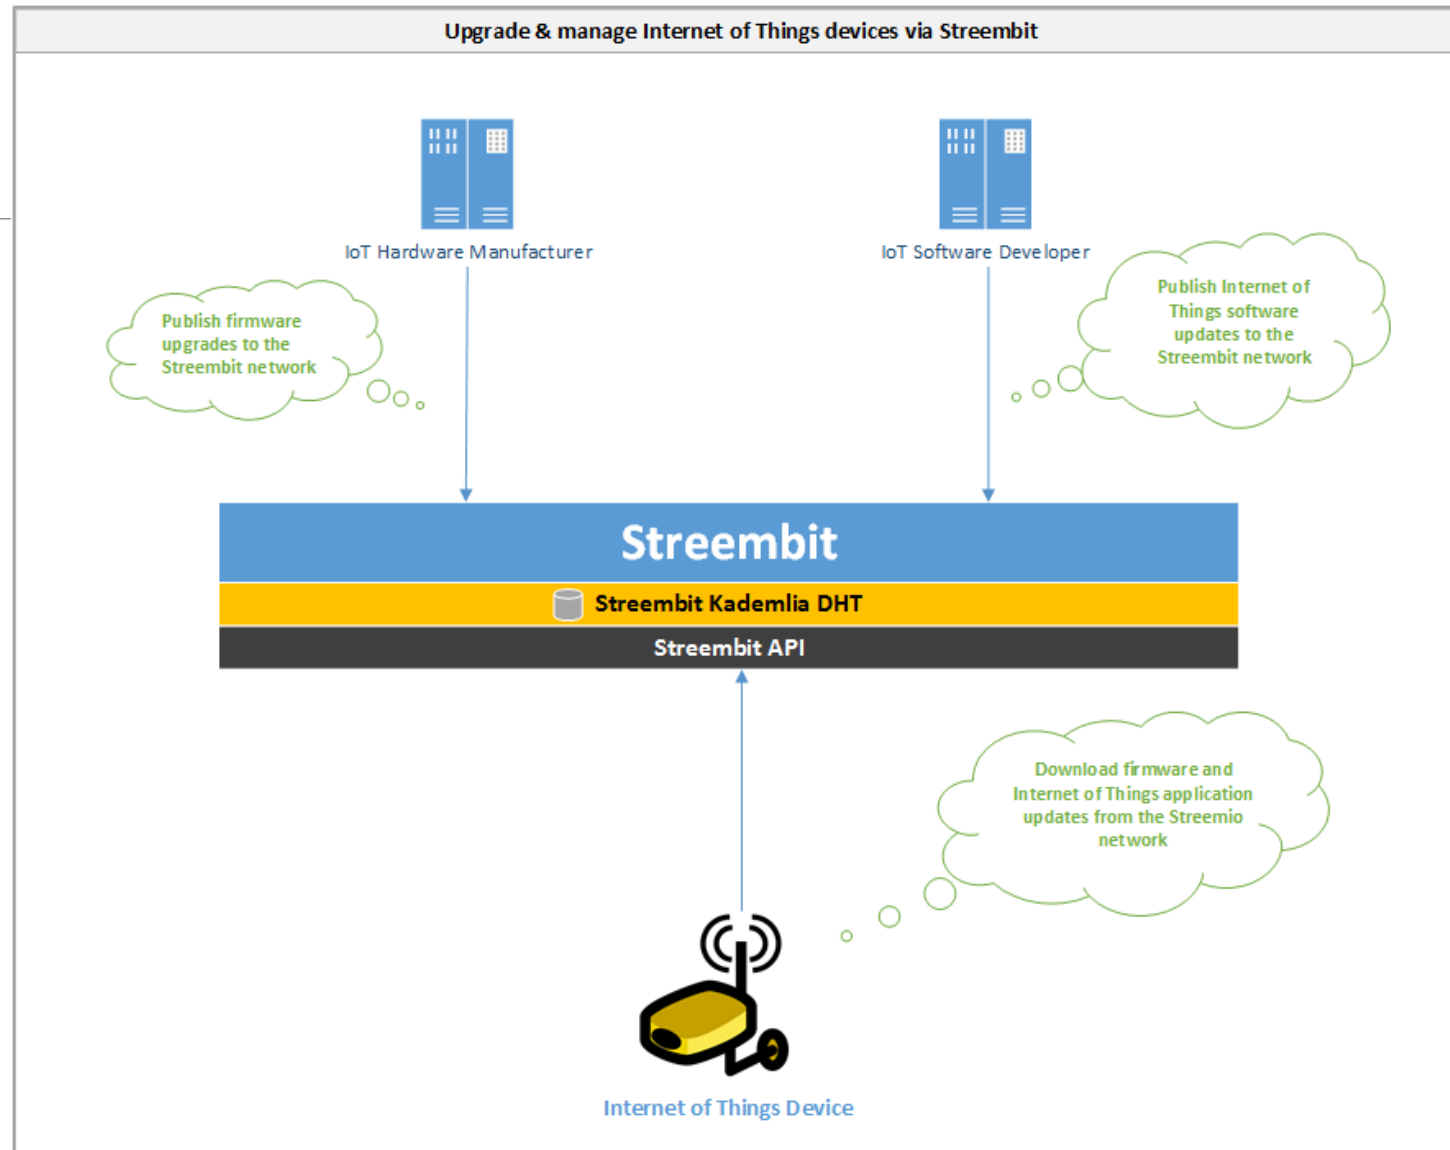 Upgrade & manage Internet of Things devices via Streembit
IoT Hardware Manufacturer
IoT Software Developer
Publish firmware
upgrades to the
Streembit network
Publish Internet of
Things software
updates to the
Streembit network
Streembit
Streembit Kademlia DHT
Streembit API
Download firmware and
Internet of Things application
updates from the Streemio
network
Internet of Things Device